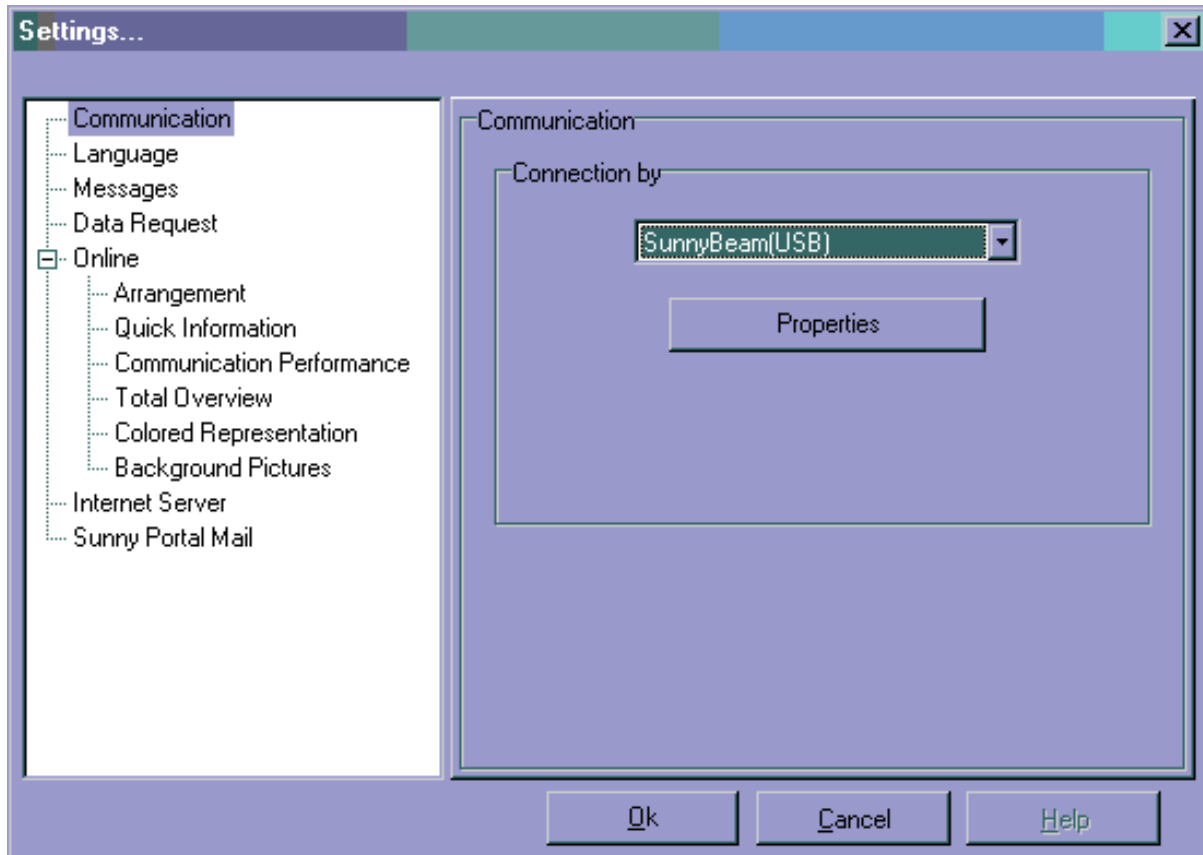 Settings...
Communication
Language
Messages
Data Request
Online
Arrangement
Quick Information
Communication Performance
Total Overview
Colored Representation
Background Pictures
Internet Server
Sunny Portal Mail
Communication
Connection by
SunnyBeam(USB)
Properties
Ok
Cancel
Help